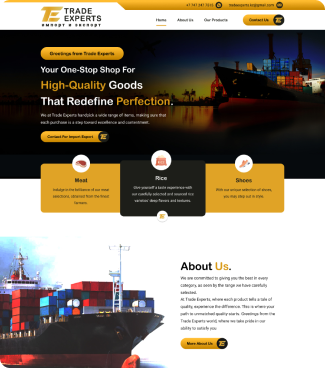 TRADE
EXPERTS
импорт и экспорт
Home
About Us
Our Products
Contact Us
Greetings from Trade Experts
Your One-Stop Shop For
High-Quality Goods
That Redefine Perfection.
We at Trade Experts handpick a wide range of items, making sure that
each purchase is a step toward excellence and contentment.
Contact For Import Export
Meat
Indulge in the brilliance of our meat
selections, obtained from the finest
farmers.
Rice
Give yourself a taste experience with
our carefully selected and sourced rice
varieties' deep flavors and textures.
Shoes
With our unique selection of shoes,
you may step out in style.
About Us.
We are committed to giving you the best in every
category, as seen by the range we have carefully
selected.
At Trade Experts, where each product tells a tale of
quality, experience the difference. This is where your
path to unmatched quality starts. Greetings from the
Trade Experts world, where we take pride in our
ability to satisfy you.
More About Us